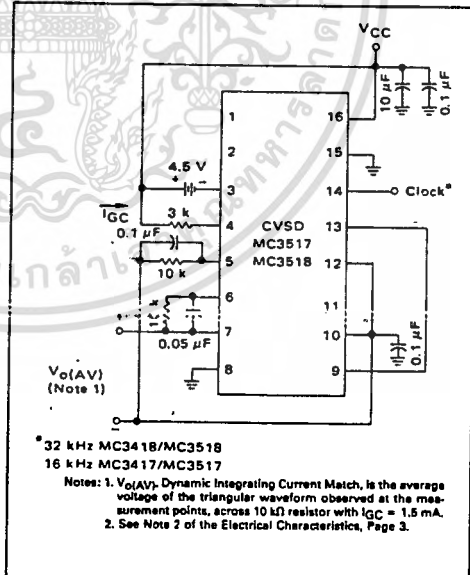 VCC
10 µF
0.1 µF
1
16
2
15
4.5 V
+ -
3
14
Clock*
IGC
3 k
4
13
0.1 µF
CVSD
MC3517
MC3518
5
12
10 k
6
11
7
10
0.05 µF
0.1 µF
8
9
Vo(AV)
(Note 1)
*32 kHz MC3418/MC3518
16 kHz MC3417/MC3517
Notes: 1. Vo(AV), Dynamic Integrating Current Match, is the average
voltage of the triangular waveform observed at the mea-
surement points, across 10 kΩ resistor with IGC = 1.5 mA.
2. See Note 2 of the Electrical Characteristics, Page 3.